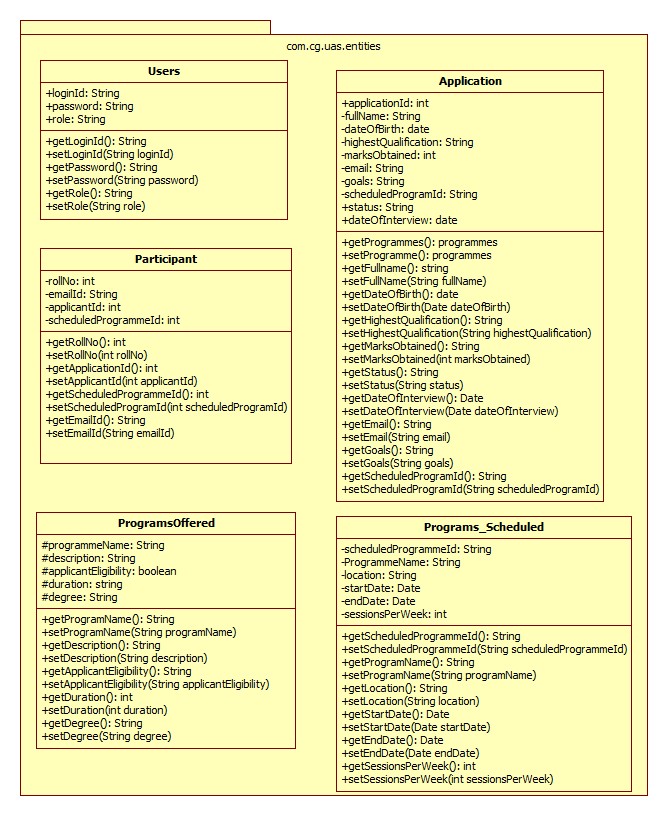 com.cg.uas.entities
Users
+loginId: String
+password: String
+role: String
+getLoginId(): String
+setLoginId(String loginId)
+getPassword(): String
+setPassword(String password)
+getRole(): String
+setRole(String role)
Application
+applicationId: int
-fullName: String
-dateOfBirth: date
-highestQualification: String
-marksObtained: int
-email: String
-goals: String
-scheduledProgramId: String
+status: String
+dateOfInterview: date
+getProgrammes(): programmes
+setProgramme(): programmes
+getFullname(): string
+setFullName(String fullName)
+getDateOfBirth(): date
+setDateOfBirth(Date dateOfBirth)
+getHighestQualification(): String
+setHighestQualification(String highestQualification)
+getMarksObtained(): String
+setMarksObtained(int marksObtained)
+getStatus(): String
+setStatus(String status)
+getDateOfInterview(): Date
+setDateOfInterview(Date dateOfInterview)
+getEmail(): String
+setEmail(String email)
+getGoals(): String
+setGoals(String goals)
+getScheduledProgramId(): String
+setScheduledProgramId(String scheduledProgramId)
Participant
-rollNo: int
-emailId: String
-applicantId: int
-scheduledProgrammeId: int
+getRollNo(): int
+setRollNo(int rollNo)
+getApplicationId(): int
+setApplicantId(int applicantId)
+getScheduledProgrammeId(): int
+setScheduledProgramId(int scheduledProgramId)
+getEmailId(): String
+setEmailId(String emailId)
ProgramsOffered
#programmeName: String
#description: String
#applicantEligibility: boolean
#duration: string
#degree: String
+getProgramName(): String
+setProgramName(String programName)
+getDescription(): String
+setDescription(String description)
+getApplicantEligibility(): String
+setApplicantEligibility(String applicantEligibility)
+getDuration(): int
+setDuration(int duration)
+getDegree(): String
+setDegree(String degree)
Programs_Scheduled
-scheduledProgrammeId: String
-ProgrammeName: String
-location: String
-startDate: Date
-endDate: Date
-sessionsPerWeek: int
+getScheduledProgrammeId(): String
+setScheduledProgrammeId(String scheduledProgrammeId)
+getProgramName(): String
+setProgramName(String programName)
+getLocation(): String
+setLocation(String location)
+getStartDate(): Date
+setStartDate(Date startDate)
+getEndDate(): Date
+setEndDate(Date endDate)
+getSessionsPerWeek(): int
+setSessionsPerWeek(int sessionsPerWeek)